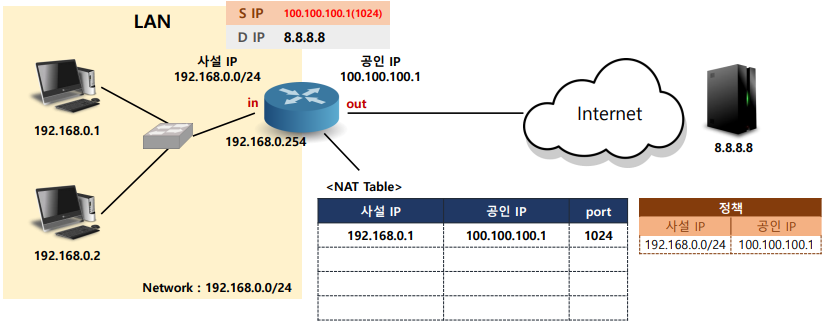 LAN
S IP 100.100.100.1(1024)
D IP 8.8.8.8
사설 IP
192.168.0.0/24
공인 IP
100.100.100.1
in
out
192.168.0.1
192.168.0.254
Internet
8.8.8.8
192.168.0.2
Network : 192.168.0.0/24
<NAT Table>
사설 IP 공인 IP port
192.168.0.1 100.100.100.1 1024
정책
사설 IP 공인 IP
192.168.0.0/24 100.100.100.1